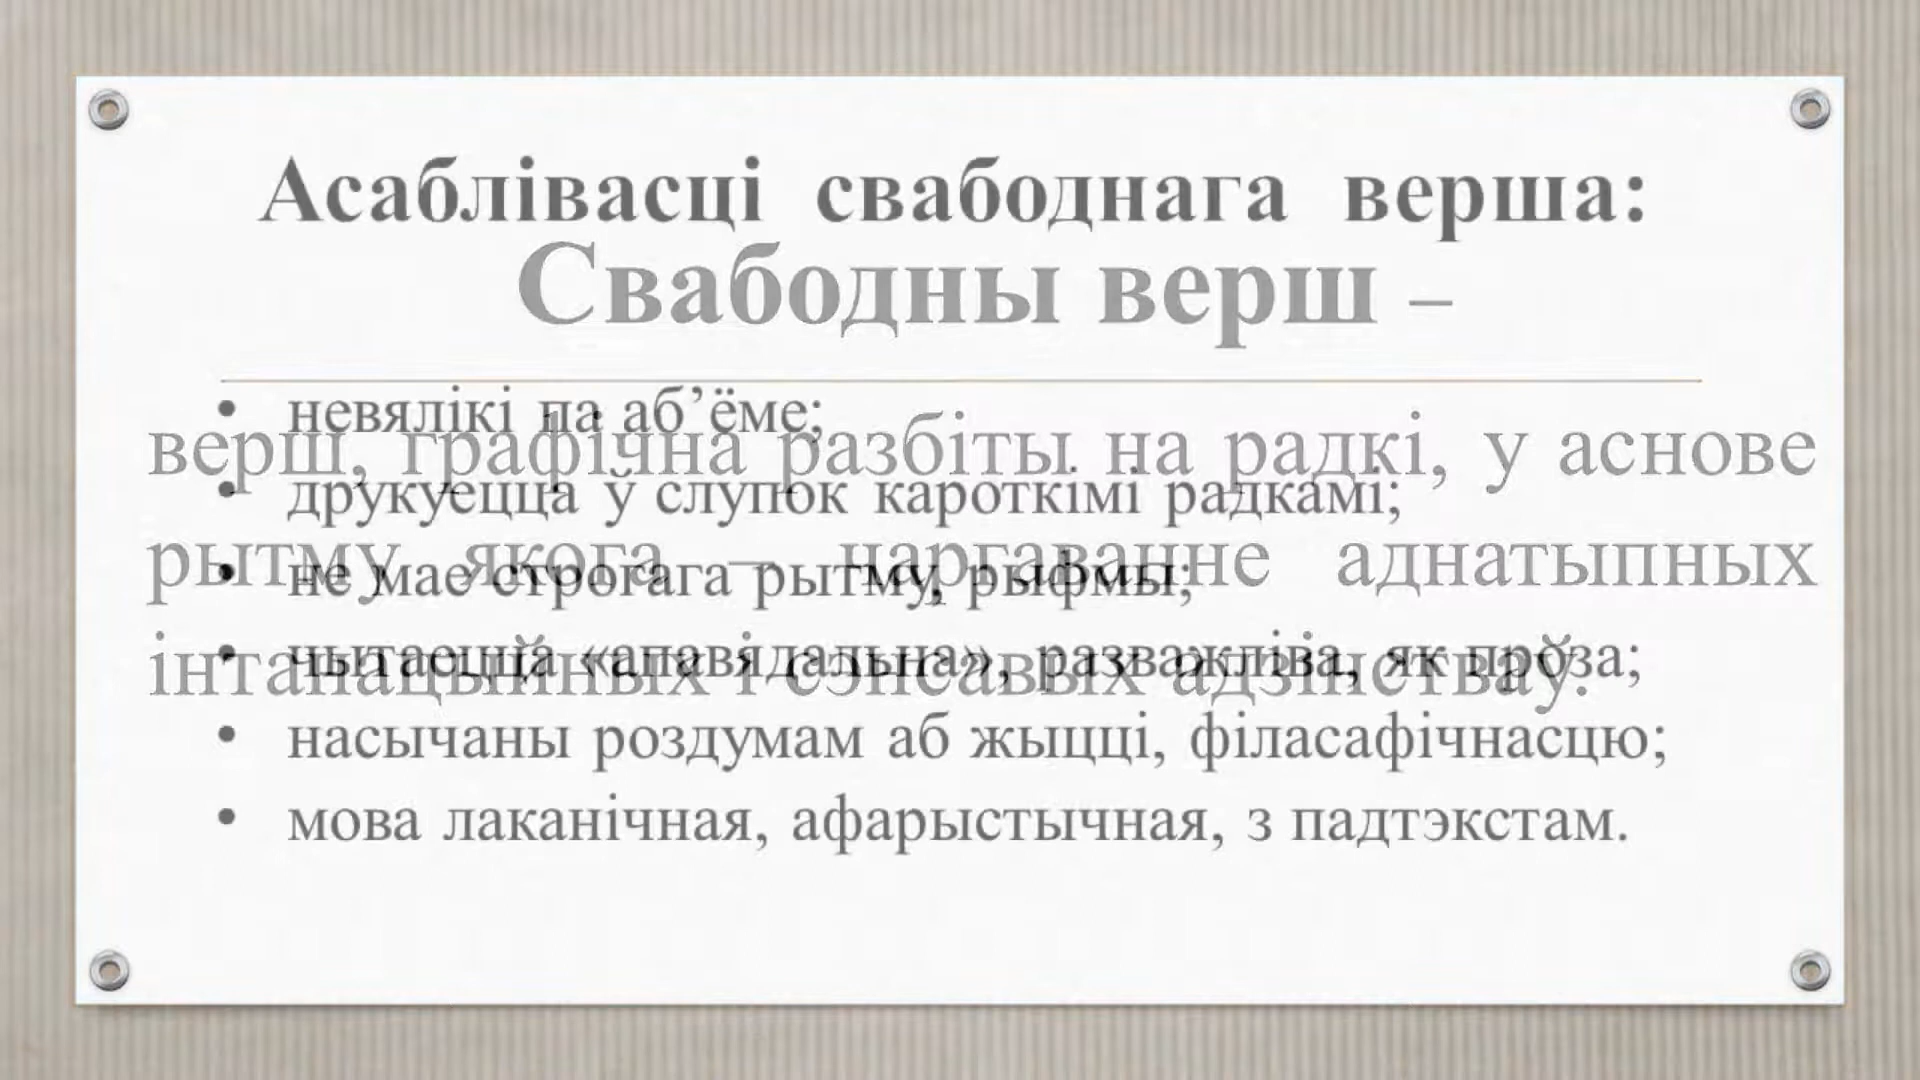 Асаблівасці свабоднага верша:
Свабодны верш –
• невялікі па аб’ёме;
верш, графічна разбіты на радкі, у аснове
• друкуецца ў слупок кароткімі радкамі;
рытму якога – чаргаванне аднатыпных
• не мае строгага рытму, рыфмы;
• чытаецца «апавядальна», разважліва, як проза;
інтанацыйных і сэнсавых адзінстваў.
• насычаны роздумам аб жыцці, філасафічнасцю;
• мова лаканічная, афарыстычная, з падтэкстам.